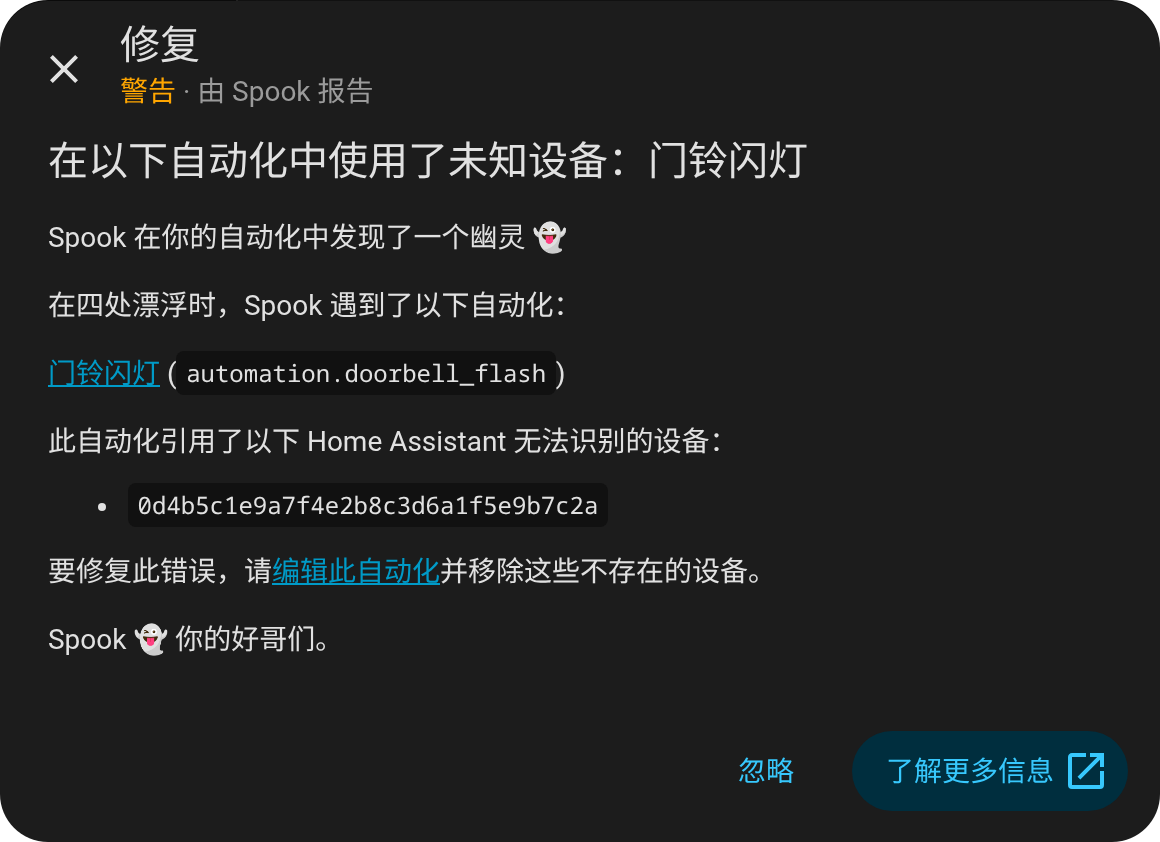 修复
警告 · 由 Spook 报告
在以下自动化中使用了未知设备：门铃闪灯
Spook 在你的自动化中发现了一个幽灵 👻
在四处漂浮时，Spook 遇到了以下自动化：
门铃闪灯 (automation.doorbell_flash)
此自动化引用了以下 Home Assistant 无法识别的设备：
• 0d4b5c1e9a7f4e2b8c3d6a1f5e9b7c2a
要修复此错误，请编辑此自动化并移除这些不存在的设备。
Spook 👻 你的好哥们。
忽略
了解更多信息